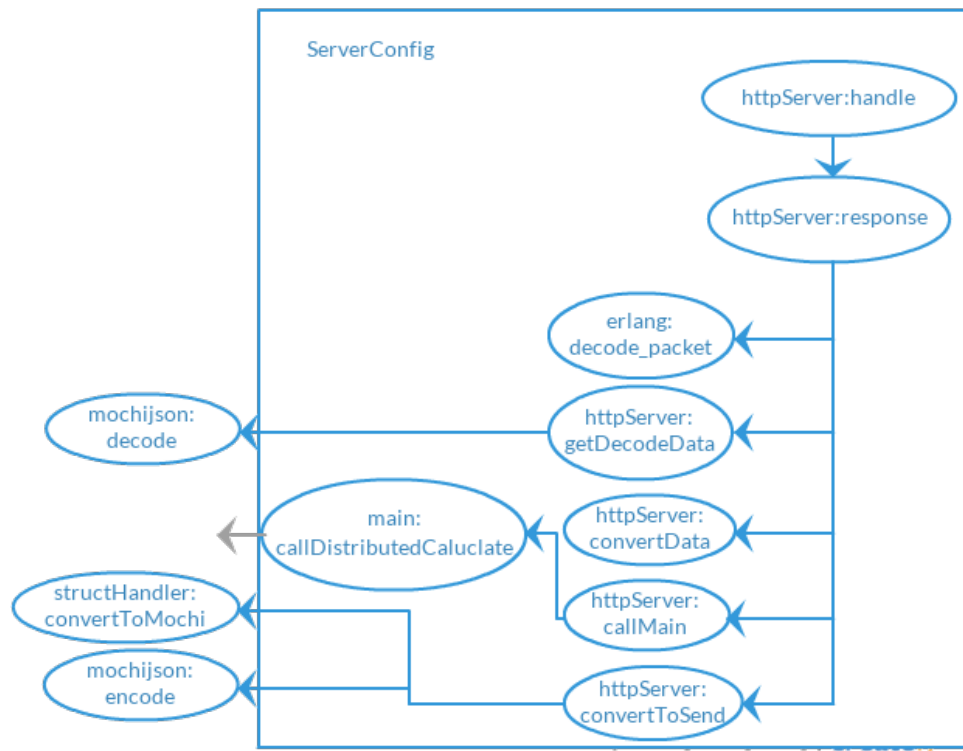 ServerConfig
httpServer:handle
httpServer:response
erlang:
decode_packet
mochijson:
decode
httpServer:
getDecodeData
main:
callDistributedCaluclate
httpServer:
convertData
structHandler:
convertToMochi
httpServer:
callMain
mochijson:
encode
httpServer:
convertToSend